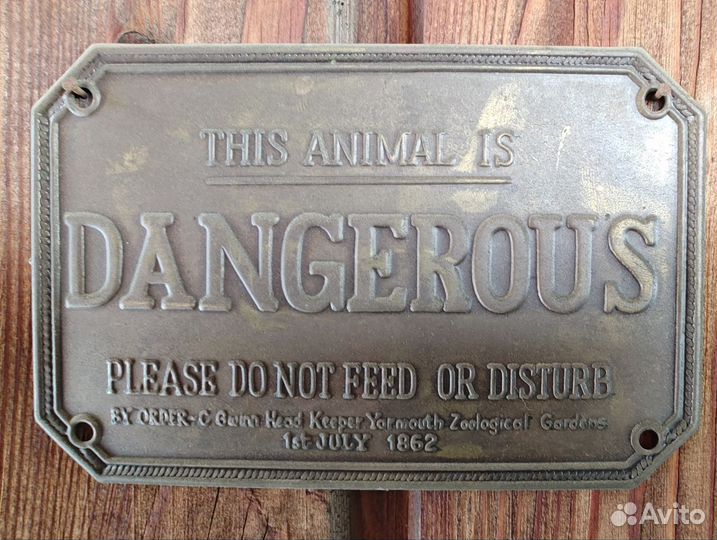 THIS ANIMAL IS
DANGEROUS
PLEASE DO NOT FEED OR DISTURB
BY ORDER-C Gwinn Head Keeper Yarmouth Zoological Gardens
1st JULY 1862
Avito